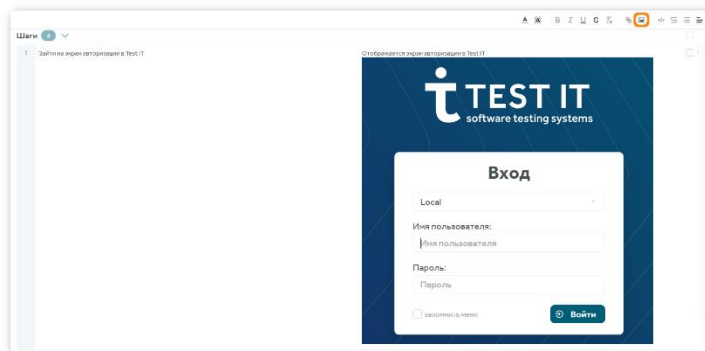 Шаги 4
1 Зайти на экран авторизации в Test IT
Отображается экран авторизации в Test IT
TEST IT
software testing systems
Вход
Local
Имя пользователя:
Имя пользователя
Пароль:
Пароль
запомнить меня
Войти